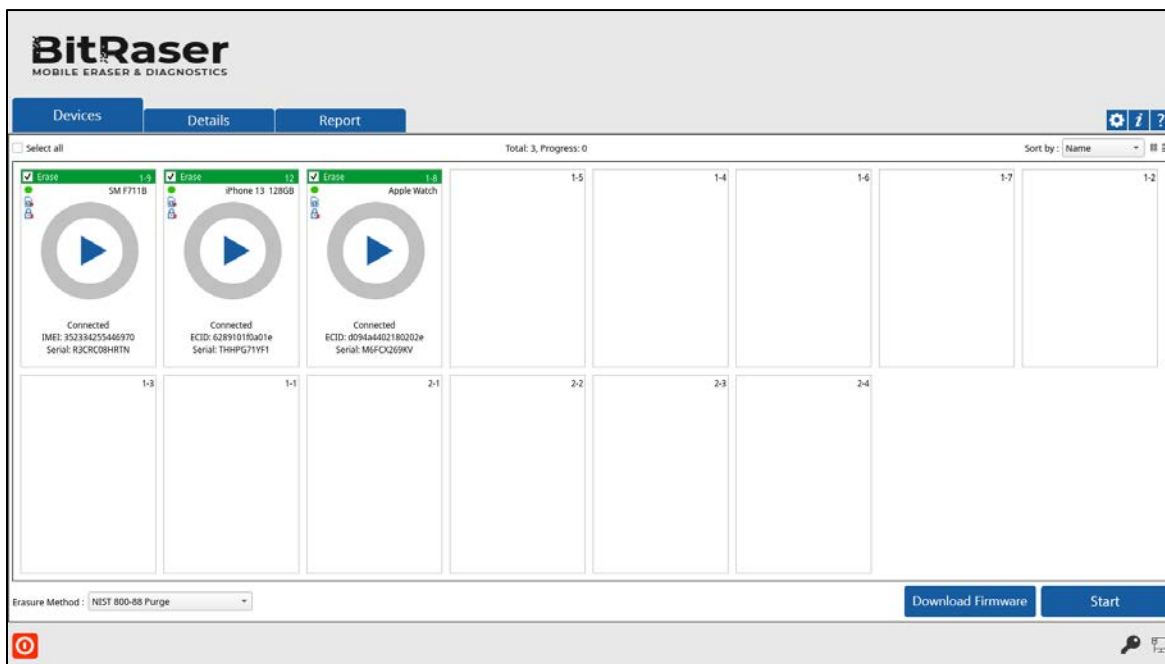 BitRaser
MOBILE ERASER & DIAGNOSTICS
Devices Details Report
i ?
Select all Total: 3, Progress: 0 Sort by : Name
Erase 1-9 Erase 12 Erase 1-8 1-5 1-4 1-6 1-7 1-2
SM F711B iPhone 13 128GB Apple Watch
Connected Connected Connected
IMEI: 352334255446970 ECID: 6289101f0a01e ECID: d094a4402180202e
Serial: R3CRC08HRTN Serial: THHPG71YF1 Serial: M6FCX269KV
1-3 1-1 2-1 2-2 2-3 2-4
Erasure Method : NIST 800-88 Purge Download Firmware Start